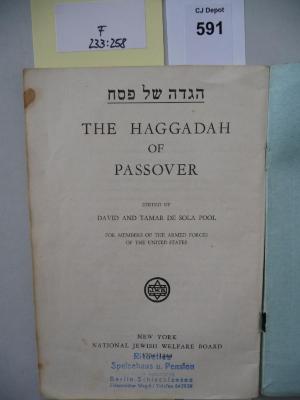 F
233:258
CJ Depot
591
הגדה של פסח
THE HAGGADAH
OF
PASSOVER
EDITED BY
DAVID AND TAMAR DE SOLA POOL
FOR MEMBERS OF THE ARMED FORCES
OF THE UNITED STATES
NEW YORK
NATIONAL JEWISH WELFARE BOARD
Rituelles
Speisehaus u. Pension
Berlin Schlachtensee